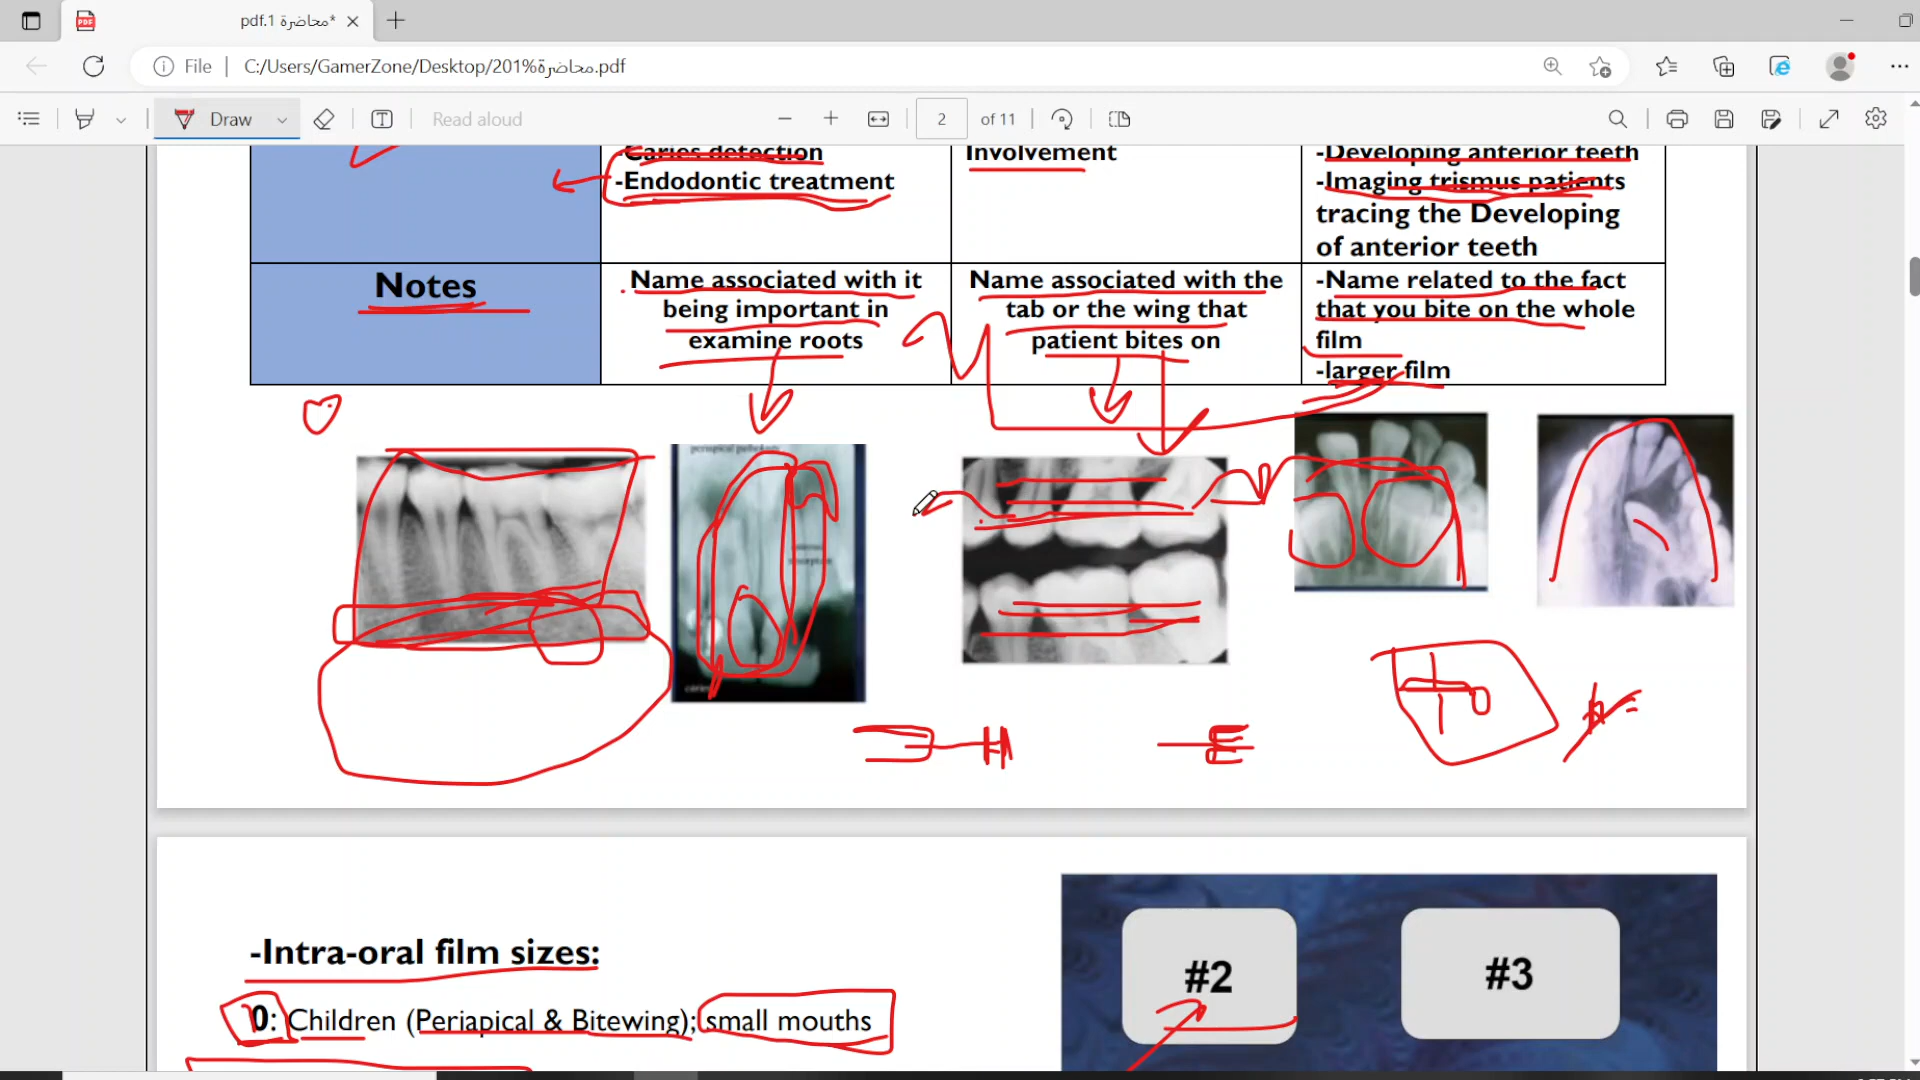 pdf.1 محاضرة*
File
C:/Users/GamerZone/Desktop/201%محاضرة.pdf
Draw
Read aloud
2 of 11
-Caries detection
-Endodontic treatment
Involvement
-Developing anterior teeth
-Imaging trismus patients
tracing the Developing
of anterior teeth
Notes
Name associated with it
being important in
examine roots
Name associated with the
tab or the wing that
patient bites on
-Name related to the fact
that you bite on the whole
film
-larger film
periapical pathology
-Intra-oral film sizes:
0: Children (Periapical & Bitewing); small mouths
#2
#3